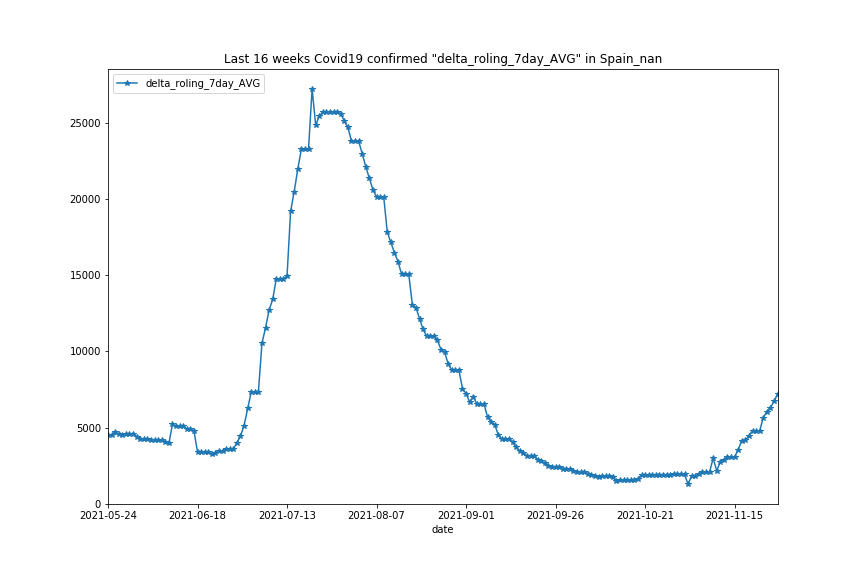 Last 16 weeks Covid19 confirmed "delta_roling_7day_AVG" in Spain_nan
delta_roling_7day_AVG
25000
20000
15000
10000
5000
0
2021-05-24 2021-06-18 2021-07-13 2021-08-07 2021-09-01 2021-09-26 2021-10-21 2021-11-15
date